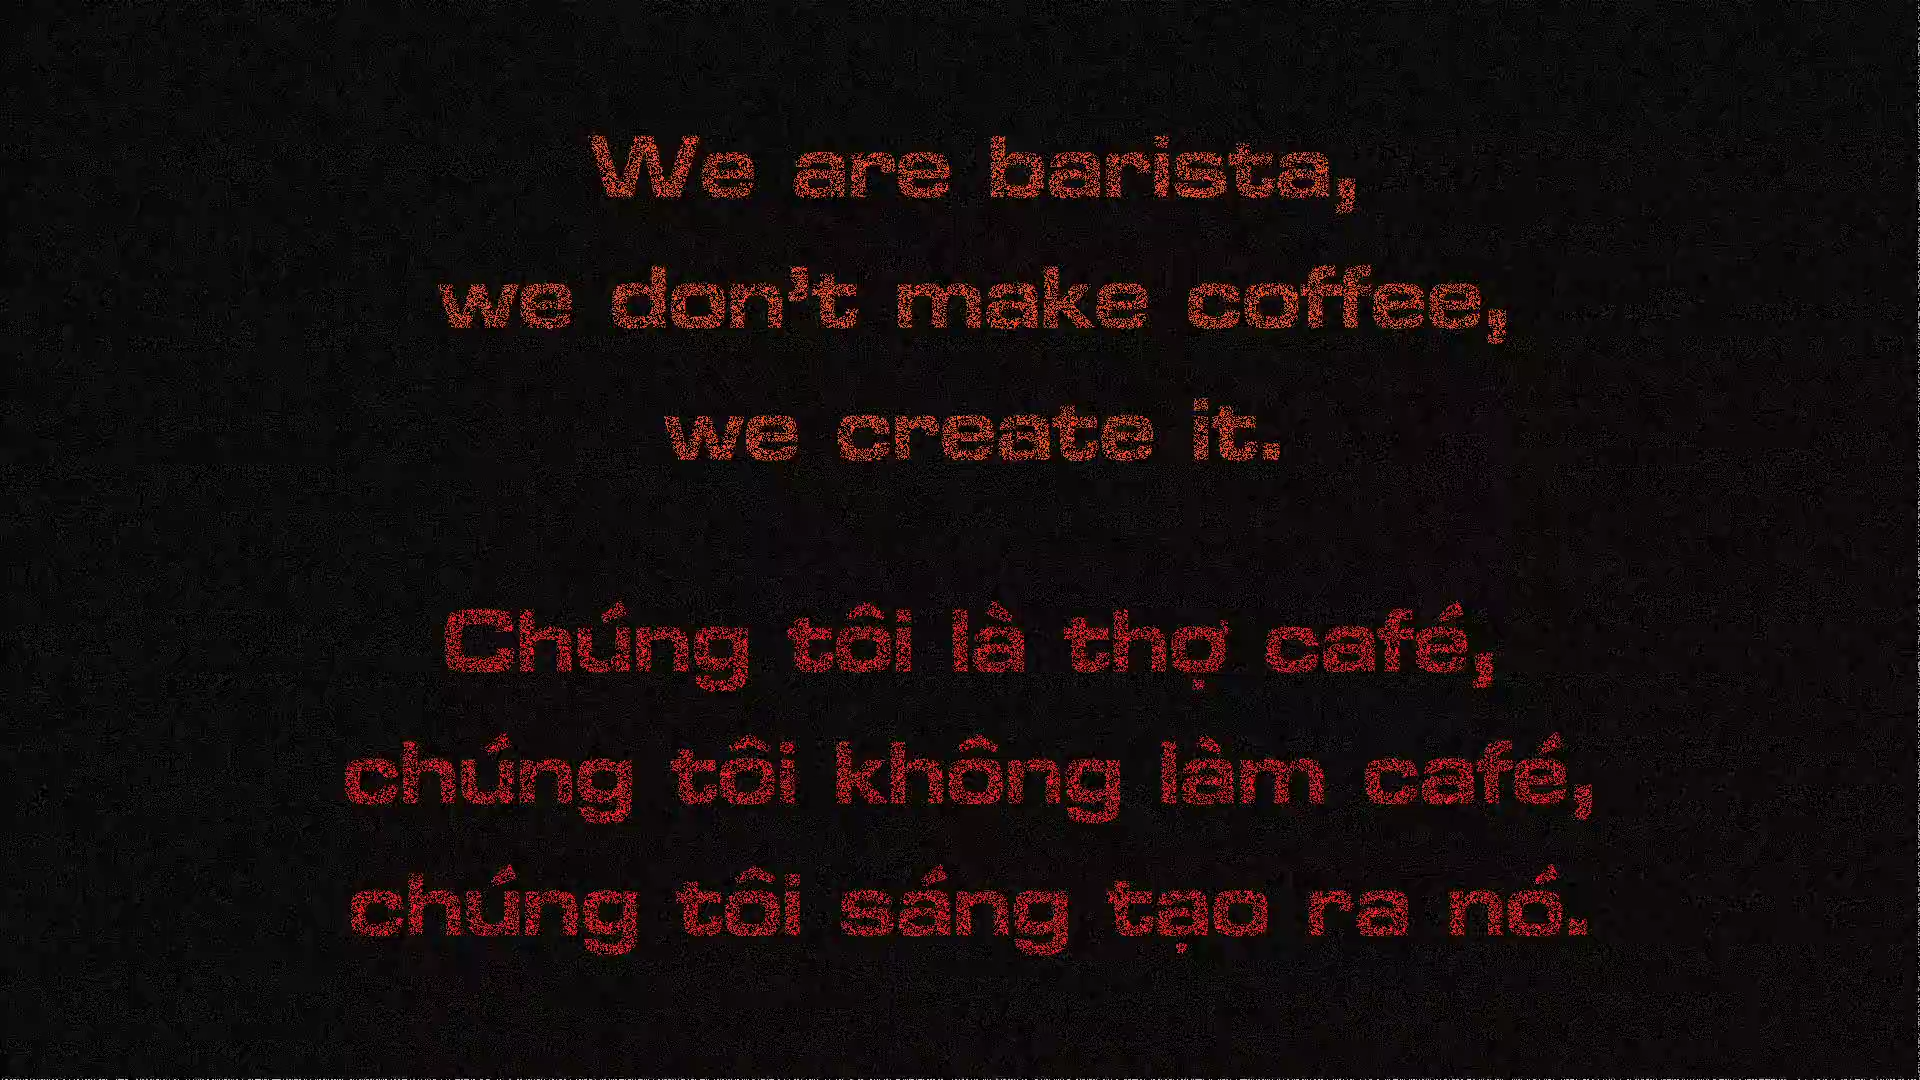 We are barista,
we don’t make coffee,
we create it.
Chúng tôi là thợ café,
chúng tôi không làm café,
chúng tôi sáng tạo ra nó.